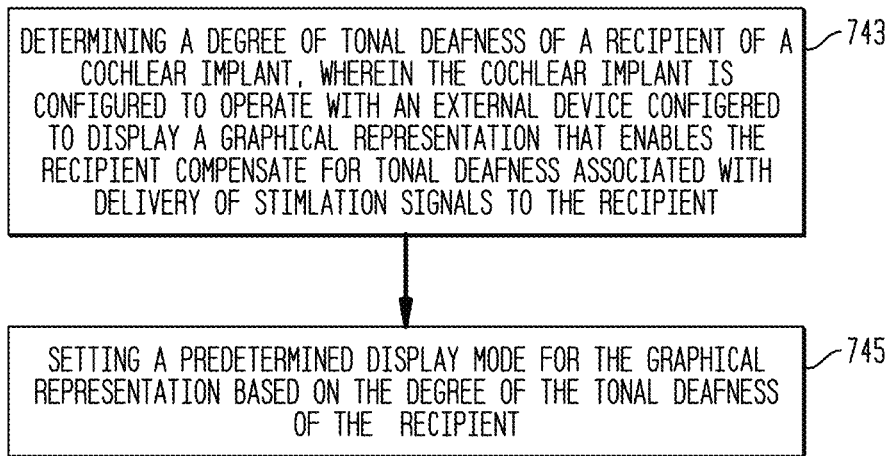 DETERMINING A DEGREE OF TONAL DEAFNESS OF A RECIPIENT OF A
COCHLEAR IMPLANT, WHEREIN THE COCHLEAR IMPLANT IS
CONFIGURED TO OPERATE WITH AN EXTERNAL DEVICE CONFIGERED
TO DISPLAY A GRAPHICAL REPRESENTATION THAT ENABLES THE
RECIPIENT COMPENSATE FOR TONAL DEAFNESS ASSOCIATED WITH
DELIVERY OF STIMLATION SIGNALS TO THE RECIPIENT
743
SETTING A PREDETERMINED DISPLAY MODE FOR THE GRAPHICAL
REPRESENTATION BASED ON THE DEGREE OF THE TONAL DEAFNESS
OF THE RECIPIENT
745